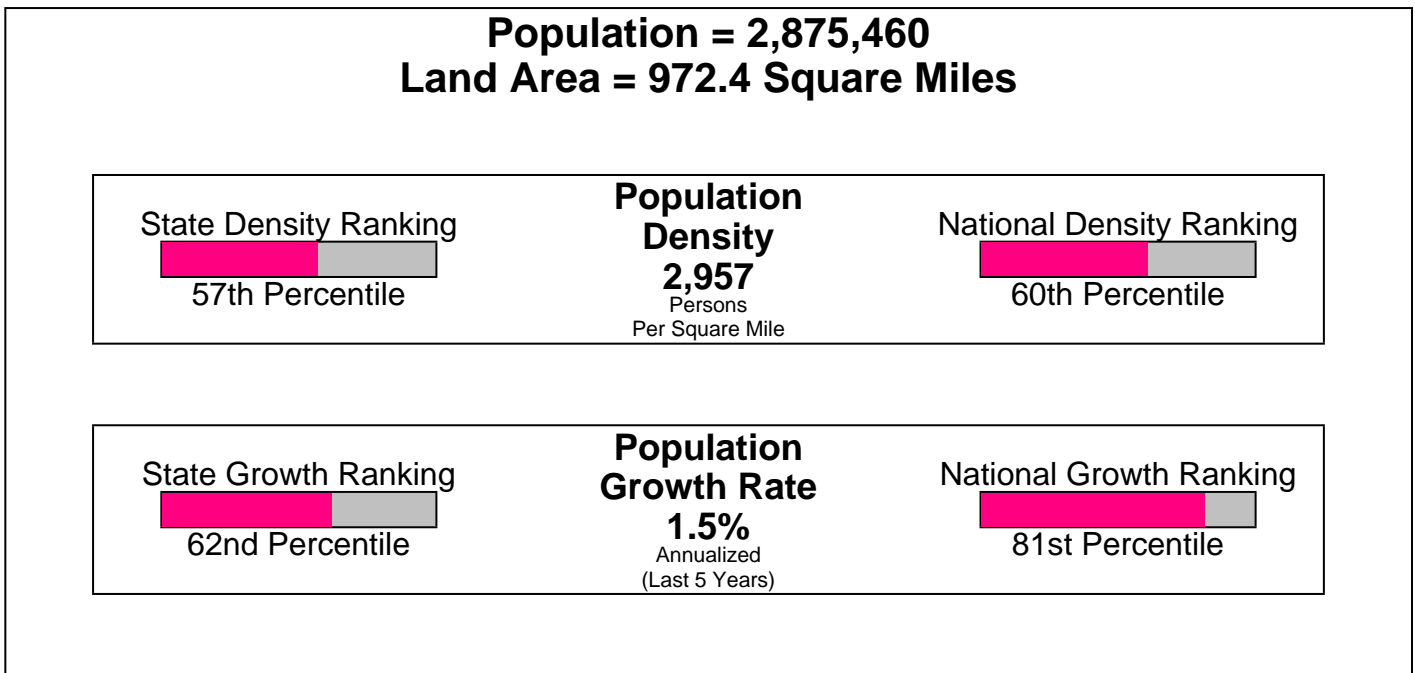 Population = 2,875,460
Land Area = 972.4 Square Miles
State Density Ranking
57th Percentile
Population
Density
2,957
Persons
Per Square Mile
National Density Ranking
60th Percentile
State Growth Ranking
62nd Percentile
Population
Growth Rate
1.5%
Annualized
(Last 5 Years)
National Growth Ranking
81st Percentile